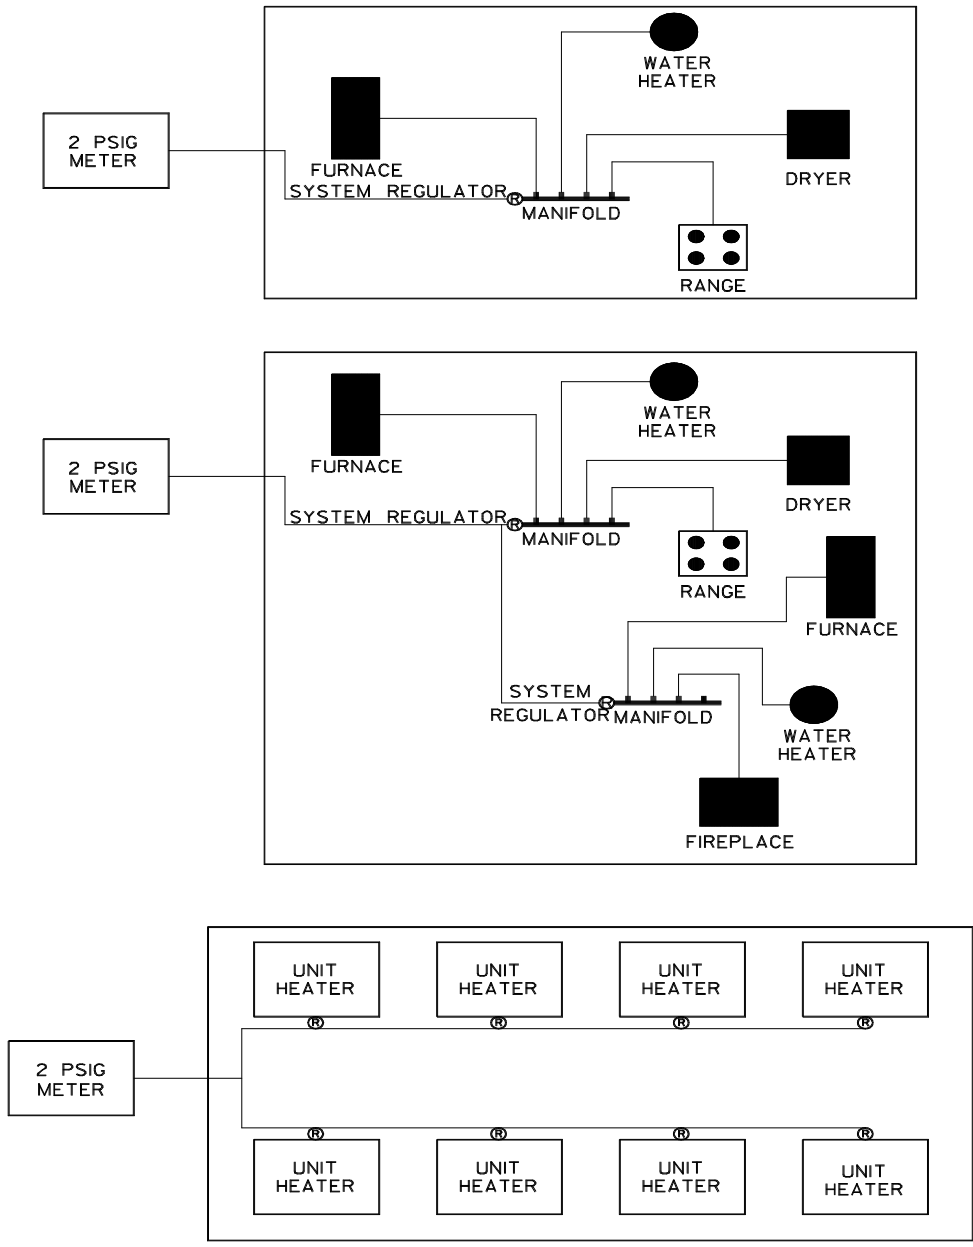 WATER
HEATER
2 PSIG
METER
FURNACE
DRYER
SYSTEM REGULATOR
R
MANIFOLD
RANGE
WATER
HEATER
2 PSIG
METER
FURNACE
DRYER
SYSTEM REGULATOR
R
MANIFOLD
RANGE
FURNACE
SYSTEM
REGULATOR
R
MANIFOLD
WATER
HEATER
FIREPLACE
UNIT
HEATER
UNIT
HEATER
UNIT
HEATER
UNIT
HEATER
R
R
R
R
2 PSIG
METER
R
R
R
R
UNIT
HEATER
UNIT
HEATER
UNIT
HEATER
UNIT
HEATER